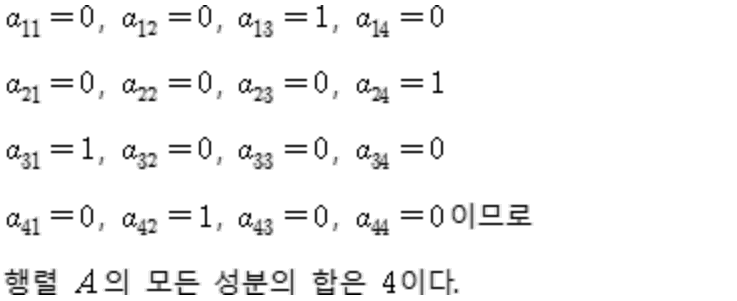 a₁₁=0, a₁₂=0, a₁₃=1, a₁₄=0
a₂₁=0, a₂₂=0, a₂₃=0, a₂₄=1
a₃₁=1, a₃₂=0, a₃₃=0, a₃₄=0
a₄₁=0, a₄₂=1, a₄₃=0, a₄₄=0이므로
행렬 A의 모든 성분의 합은 4이다.